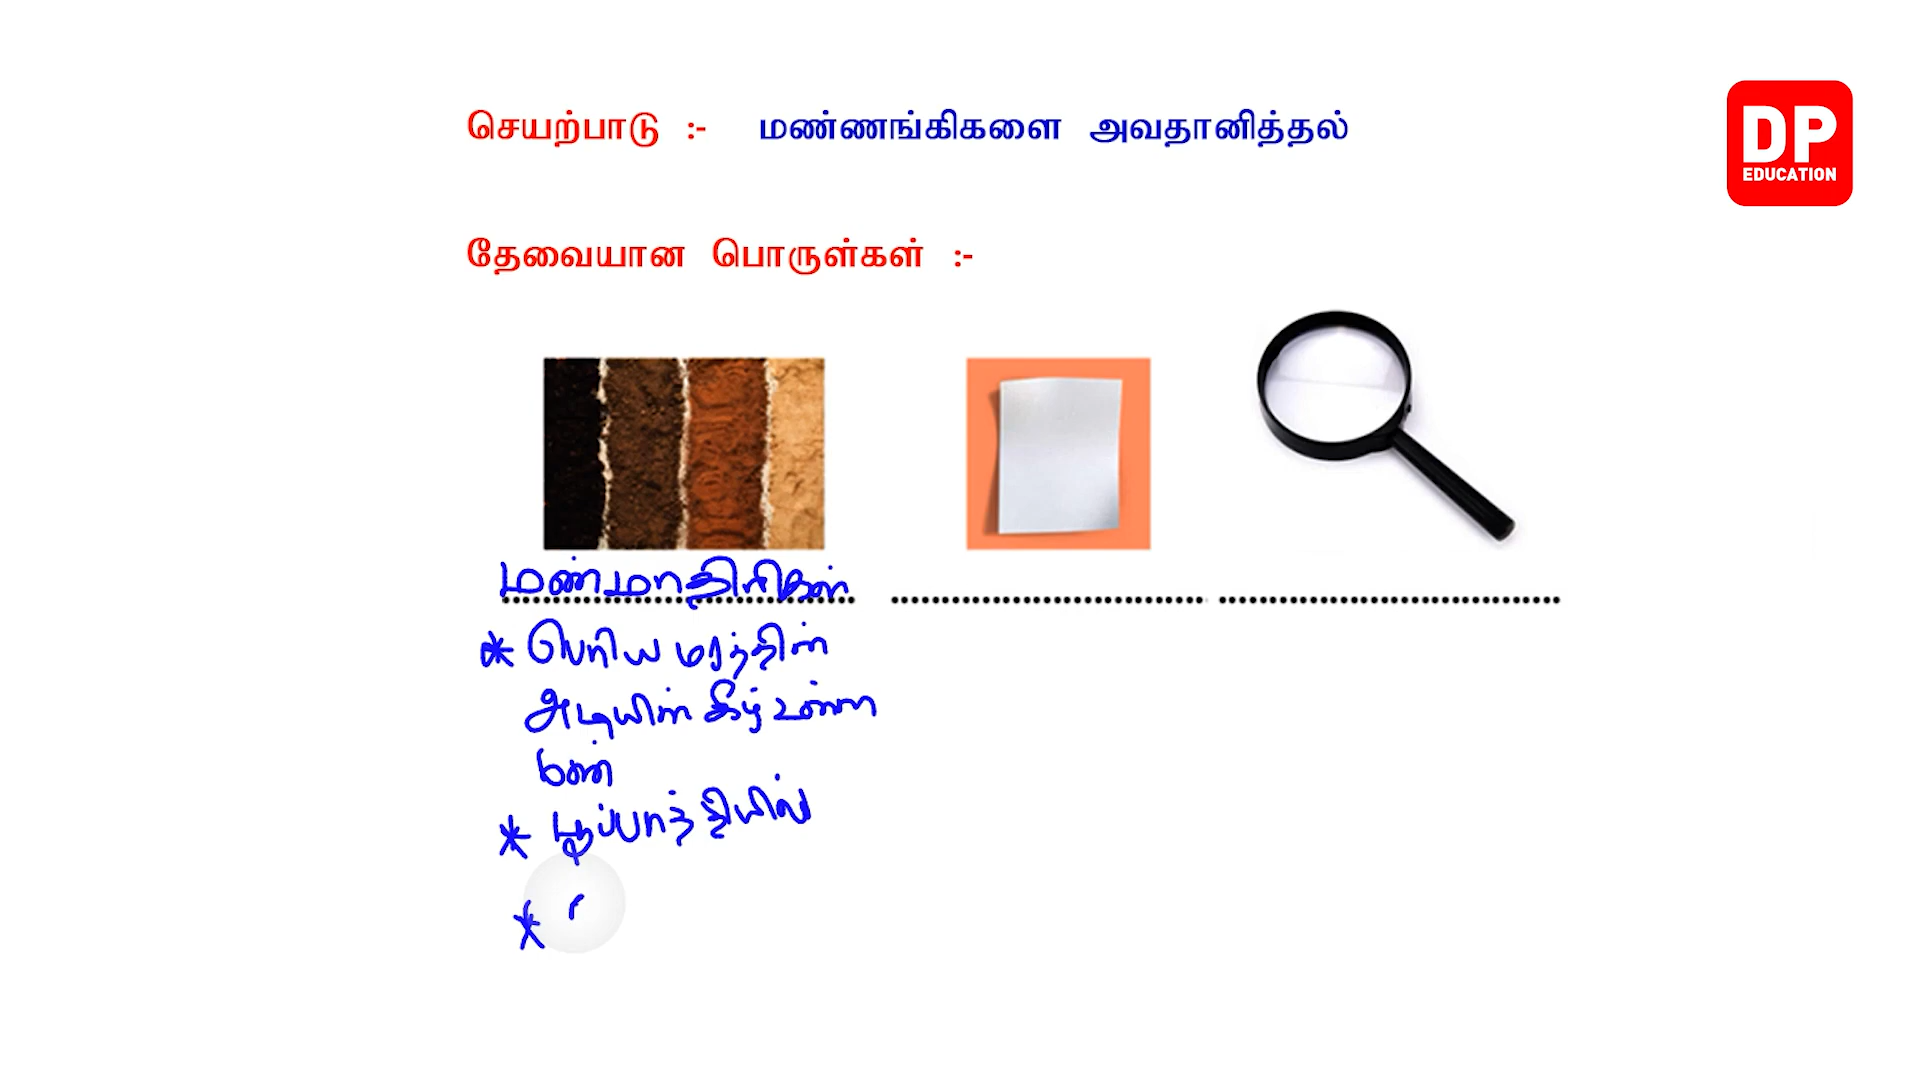 செயற்பாடு :- மண்ணங்கிகளை அவதானித்தல்
DP
EDUCATION
தேவையான பொருள்கள் :-
மண்மாதிரிகள்
* பெரிய மரத்தின்
அடியின் கீழ் உள்ள
மண்
* பூப்பாத்தியில்
*